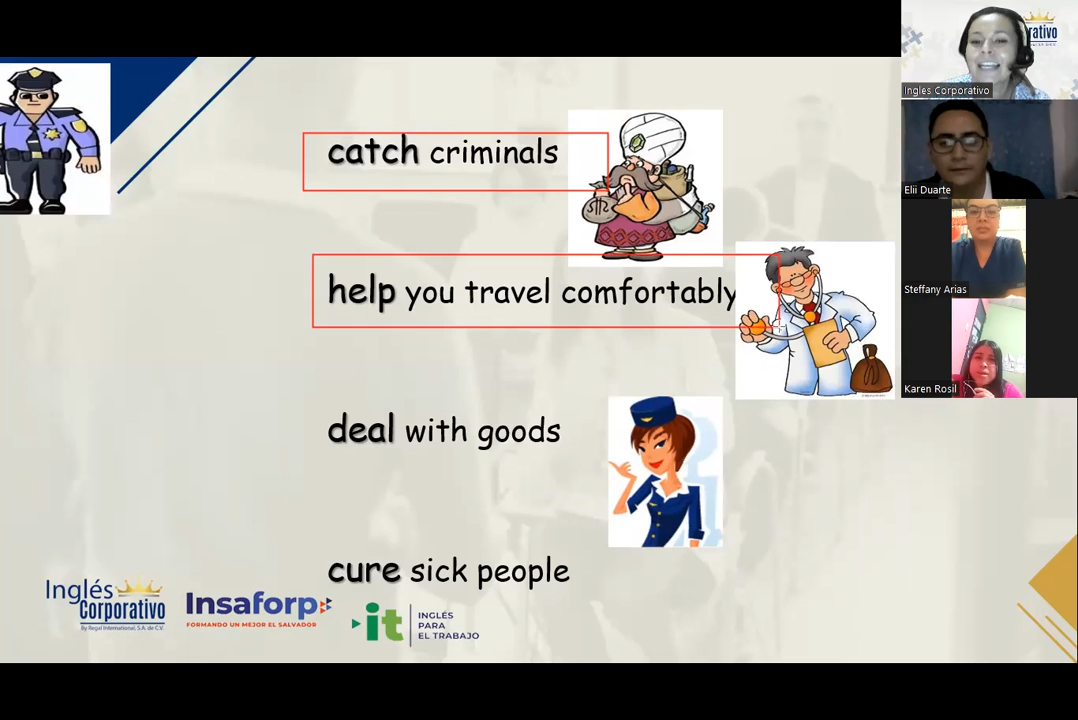 catch criminals
help you travel comfortably
deal with goods
cure sick people
Inglés
Corporativo
By Regal International, S.A. de C.V.
Insaforp
FORMANDO UN MEJOR EL SALVADOR
it
INGLÉS
PARA
EL TRABAJO
rativo
Ingles Corporativo
Elii Duarte
Steffany Arias
Karen Rosil